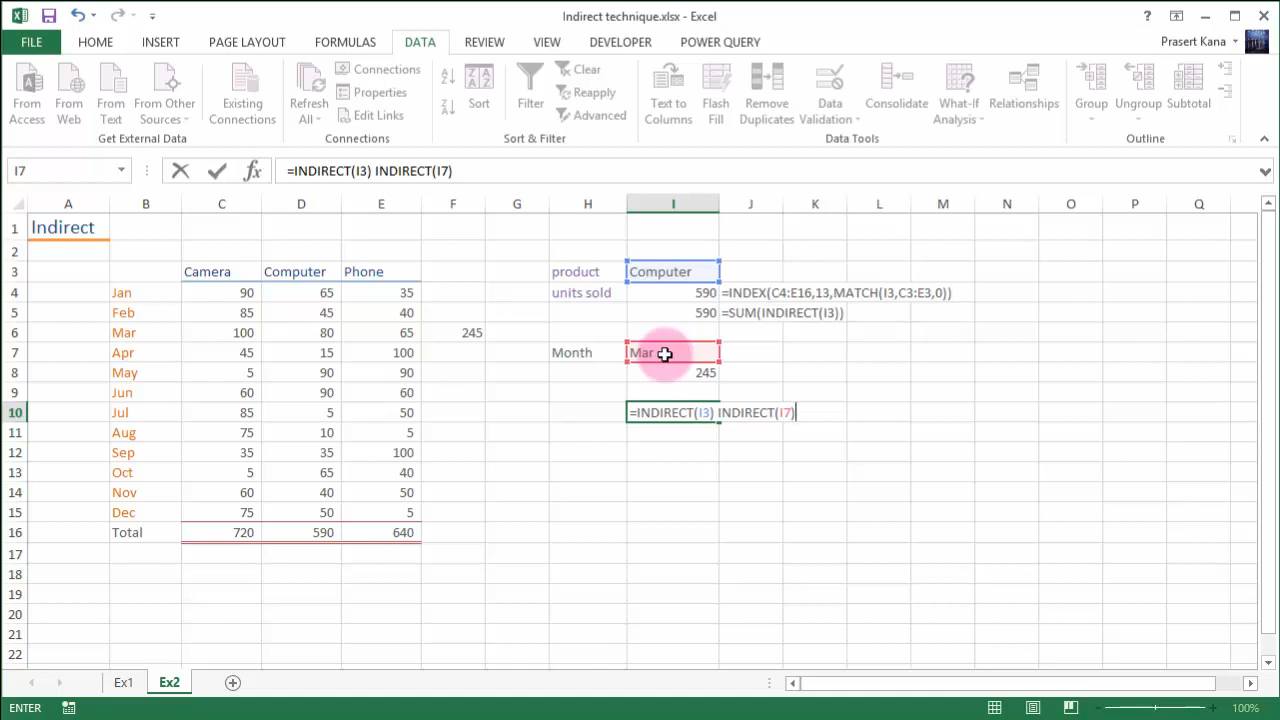 Indirect technique.xlsx - Excel
FILE HOME INSERT PAGE LAYOUT FORMULAS DATA REVIEW VIEW DEVELOPER POWER QUERY Prasert Kana
From Access
From Web
From Text
From Other Sources
Existing Connections
Get External Data
Refresh All
Connections
Properties
Edit Links
Connections
Sort
Filter
Clear
Reapply
Advanced
Sort & Filter
Text to Columns
Flash Fill
Remove Duplicates
Data Validation
Consolidate
What-If Analysis
Relationships
Data Tools
Group
Ungroup
Subtotal
Outline
I7 fx =INDIRECT(I3) INDIRECT(I7)
A B C D E F G H I J K L M N O P Q
1 Indirect
2
3 Camera Computer Phone product Computer
4 Jan 90 65 35 units sold 590 =INDEX(C4:E16,13,MATCH(I3,C3:E3,0))
5 Feb 85 45 40 590 =SUM(INDIRECT(I3))
6 Mar 100 80 65 245
7 Apr 45 15 100 Month Mar
8 May 5 90 90 245
9 Jun 60 90 60
10 Jul 85 5 50 =INDIRECT(I3) INDIRECT(I7)
11 Aug 75 10 5
12 Sep 35 35 100
13 Oct 5 65 40
14 Nov 60 40 50
15 Dec 75 50 5
16 Total 720 590 640
17
18
19
20
21
22
Ex1 Ex2
ENTER 100%